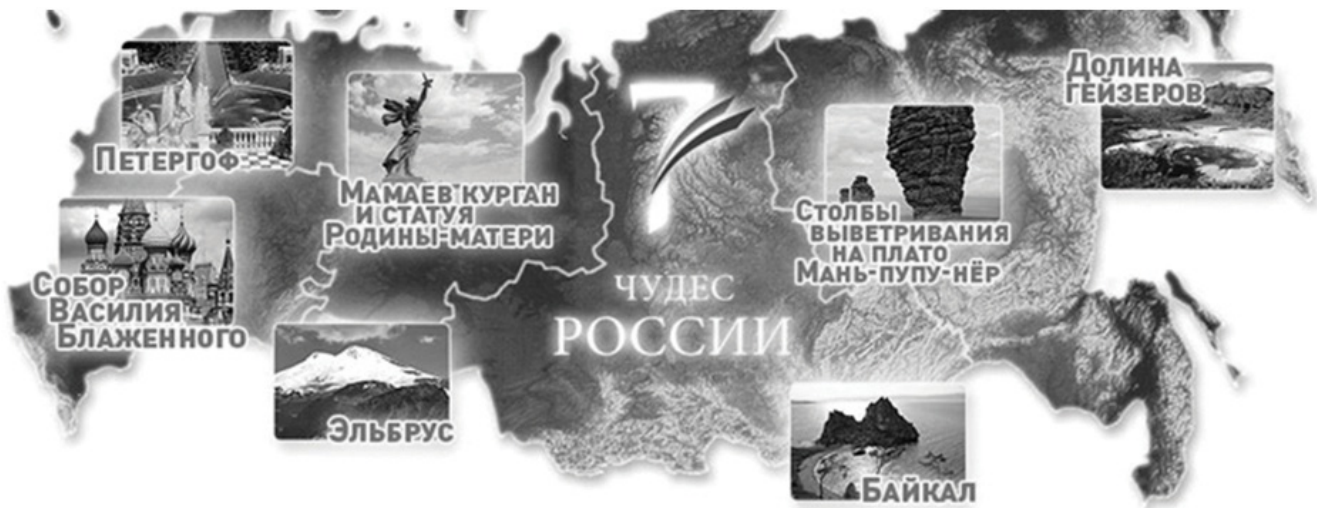 Петергоф
Мамаев курган
и статуя
Родины-матери
Собор
Василия
Блаженного
Эльбрус
7
ЧУДЕС
РОССИИ
Столбы
выветривания
на плато
Мань-Пупу-Нёр
Долина
гейзеров
Байкал